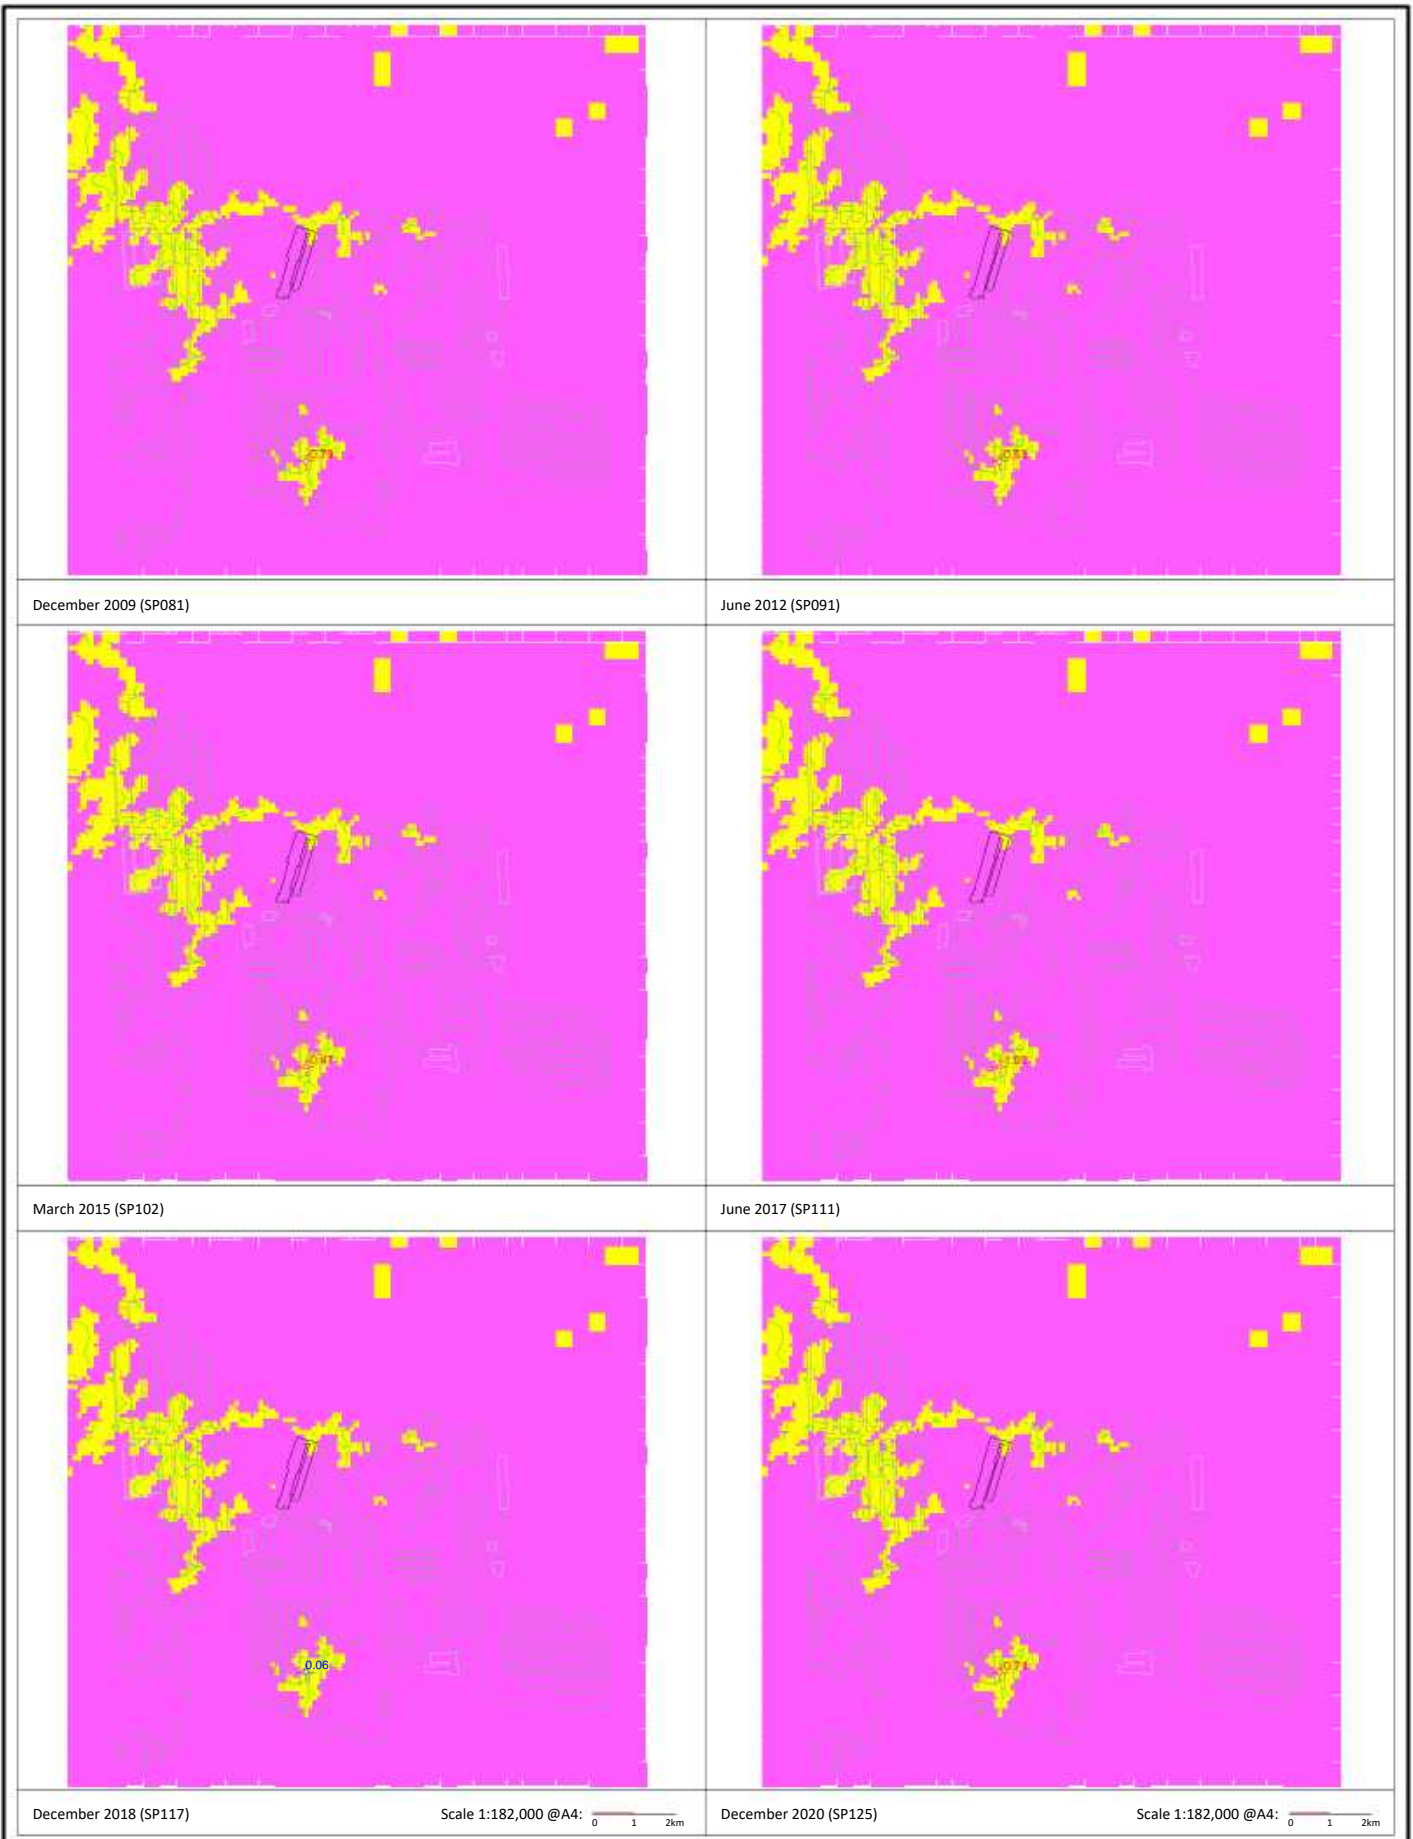 December 2009 (SP081)
June 2012 (SP091)
March 2015 (SP102)
June 2017 (SP111)
0.06
December 2018 (SP117)
Scale 1:182,000 @A4:
0 1 2km
December 2020 (SP125)
Scale 1:182,000 @A4:
0 1 2km